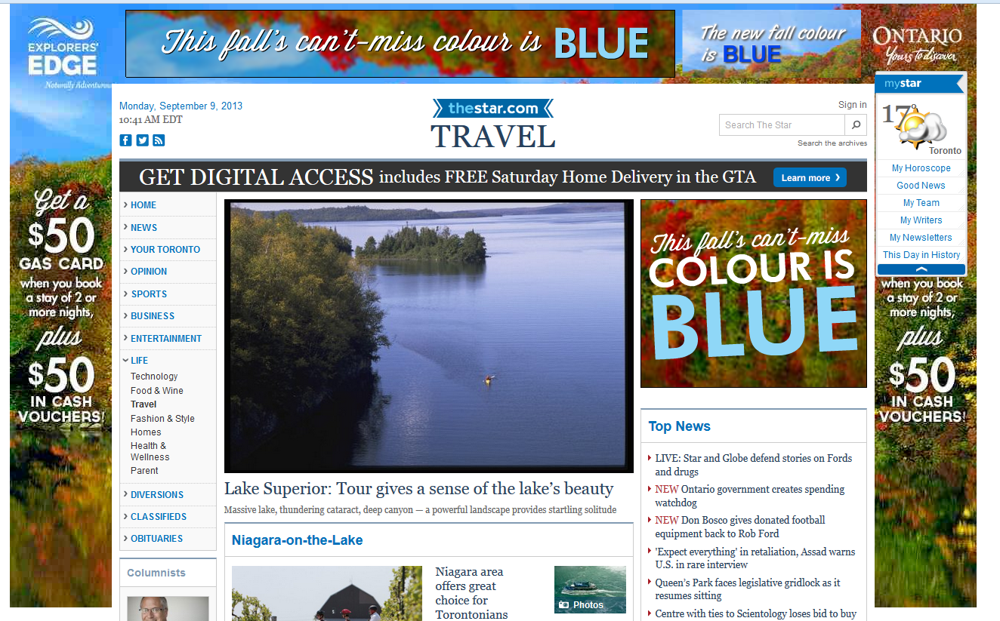 EXPLORERS'
EDGE
Naturally Adventurous
This fall's can't-miss colour is BLUE
The new fall colour
is BLUE
ONTARIO
Yours to discover
Monday, September 9, 2013
10:41 AM EDT
thestar.com
TRAVEL
Sign in
Search The Star
Search the archives
mystar
17°
Toronto
My Horoscope
Good News
My Team
My Writers
My Newsletters
This Day in History
GET DIGITAL ACCESS includes FREE Saturday Home Delivery in the GTA
Learn more
Get a
$50
GAS CARD
when you book
a stay of 2 or
more nights,
plus
$50
IN CASH
VOUCHERS!
HOME
NEWS
YOUR TORONTO
OPINION
SPORTS
BUSINESS
ENTERTAINMENT
LIFE
Technology
Food & Wine
Travel
Fashion & Style
Homes
Health &
Wellness
Parent
DIVERSIONS
CLASSIFIEDS
OBITUARIES
Columnists
Lake Superior: Tour gives a sense of the lake's beauty
Massive lake, thundering cataract, deep canyon — a powerful landscape provides startling solitude
Niagara-on-the-Lake
Niagara area
offers great
choice for
Torontonians
Photos
This fall's can't-miss
COLOUR IS
BLUE
Top News
LIVE: Star and Globe defend stories on Fords
and drugs
NEW Ontario government creates spending
watchdog
NEW Don Bosco gives donated football
equipment back to Rob Ford
'Expect everything' in retaliation, Assad warns
U.S. in rare interview
Queen's Park faces legislative gridlock as it
resumes sitting
Centre with ties to Scientology loses bid to buy
when you book
a stay of 2 or
more nights,
plus
$50
IN CASH
VOUCHERS!